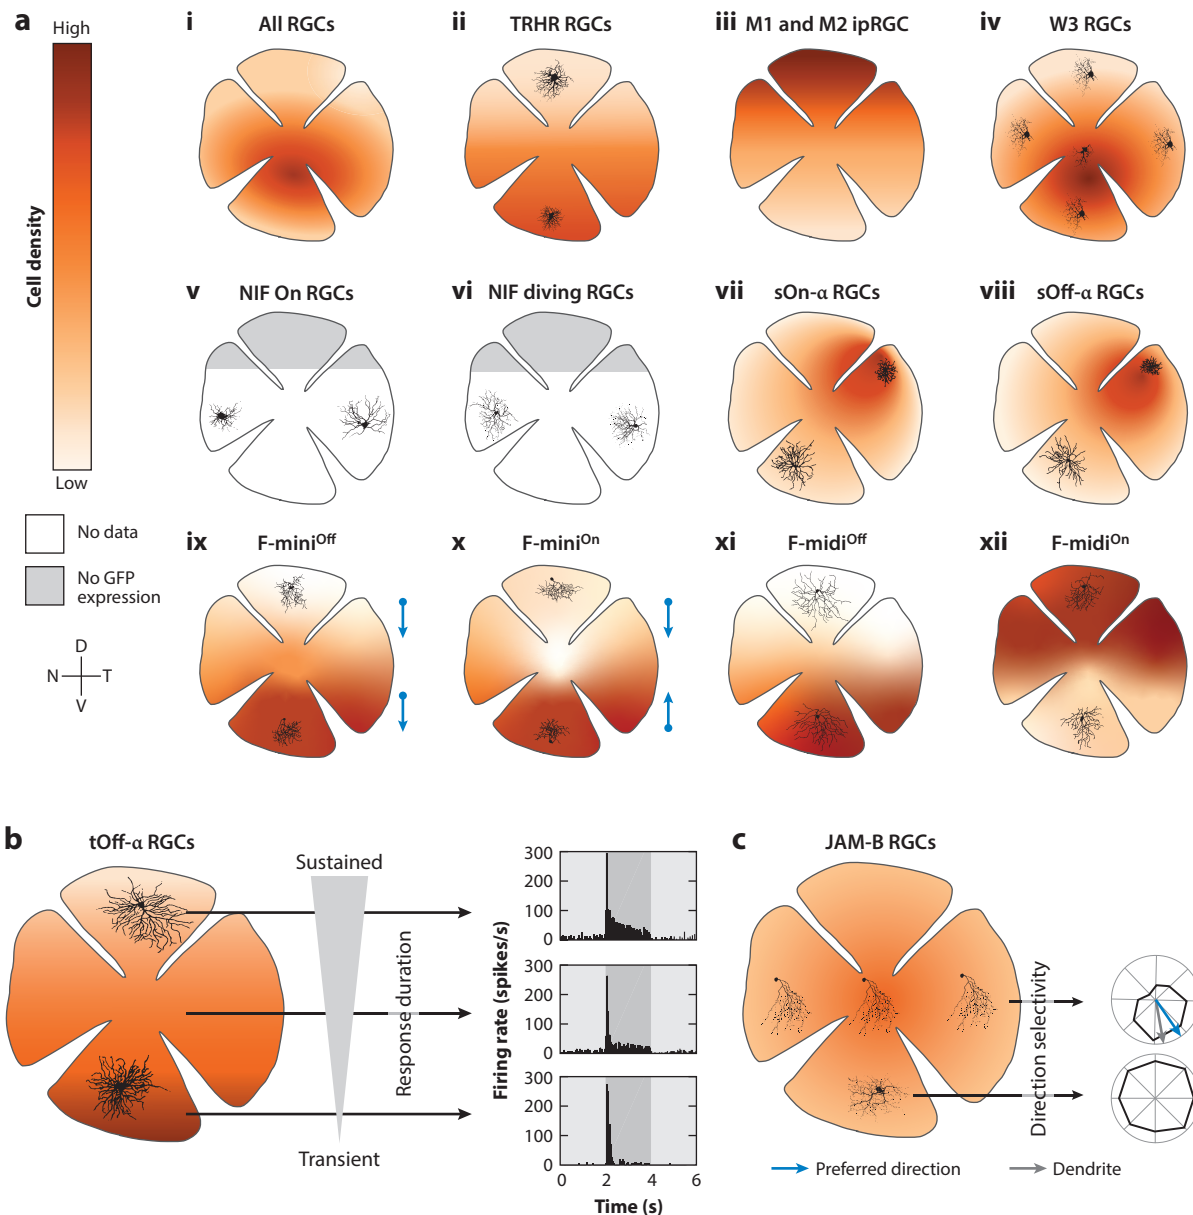 a
High
Cell density
Low
No data
No GFP
expression
D
N
T
V
i
All RGCs
ii
TRHR RGCs
iii
M1 and M2 ipRGC
iv
W3 RGCs
v
NIF On RGCs
vi
NIF diving RGCs
vii
sOn-α RGCs
viii
sOff-α RGCs
ix
F-miniOff
x
F-miniOn
xi
F-midiOff
xii
F-midiOn
b
tOff-α RGCs
Sustained
Response duration
Transient
Firing rate (spikes/s)
300
200
100
0
300
200
100
0
300
200
100
0
0
2
4
6
Time (s)
c
JAM-B RGCs
Direction selectivity
Preferred direction
Dendrite